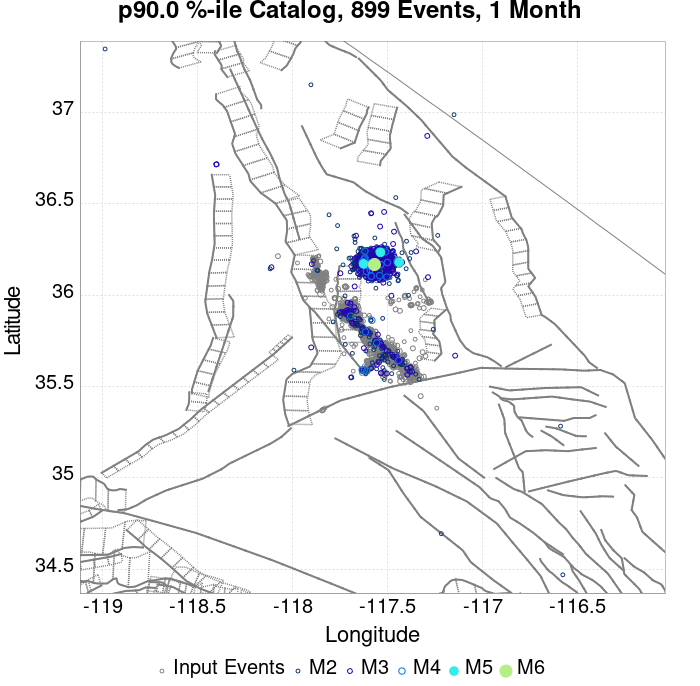 p90.0 %-ile Catalog, 899 Events, 1 Month
37
36.5
36
35.5
35
34.5
Latitude
-119 -118.5 -118 -117.5 -117 -116.5
Longitude
Input Events M2 M3 M4 M5 M6